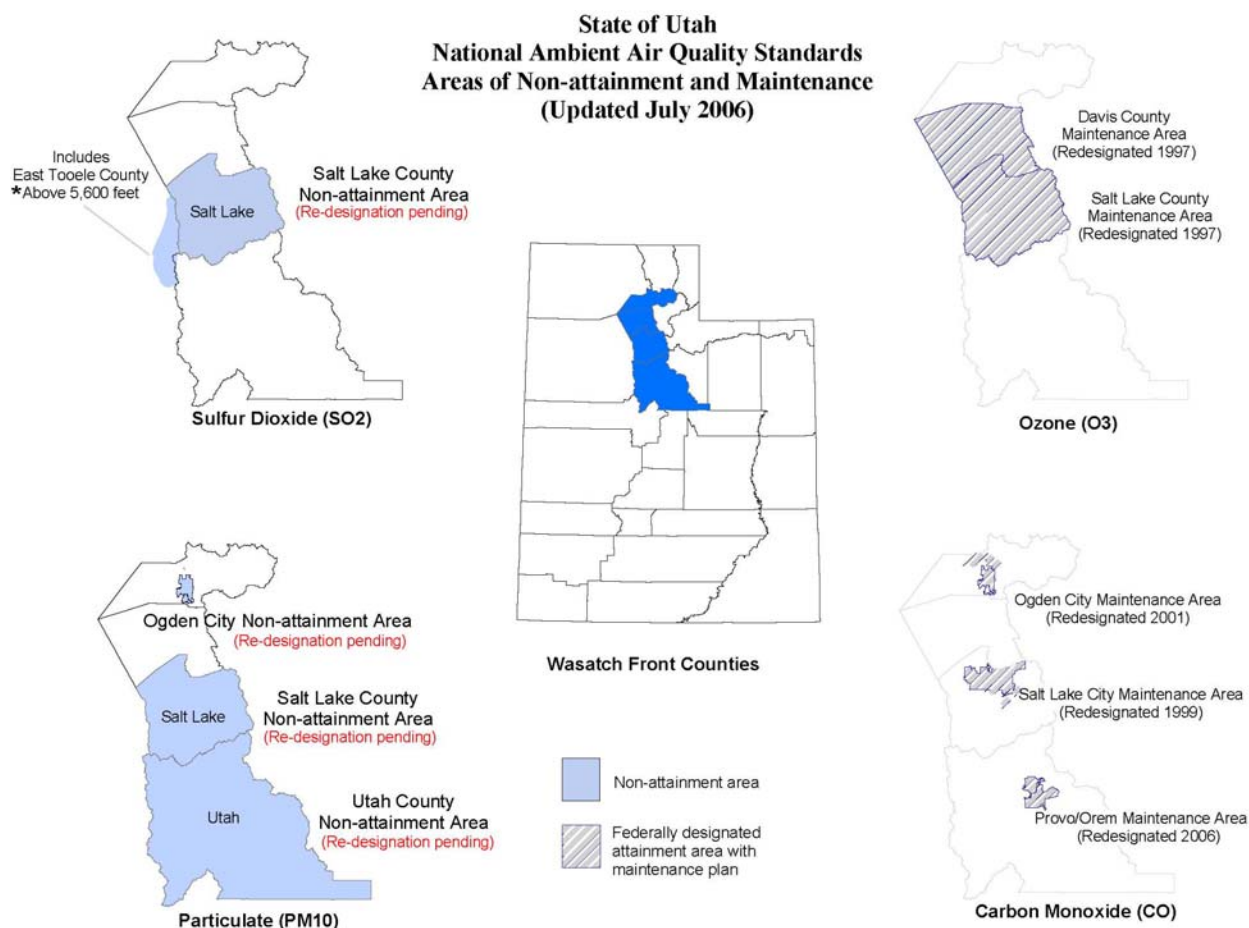 State of Utah
National Ambient Air Quality Standards
Areas of Non-attainment and Maintenance
(Updated July 2006)
Includes
East Tooele County
*Above 5,600 feet
Salt Lake
Salt Lake County
Non-attainment Area
(Re-designation pending)
Sulfur Dioxide (SO2)
Davis County
Maintenance Area
(Redesignated 1997)
Salt Lake County
Maintenance Area
(Redesignated 1997)
Ozone (O3)
Wasatch Front Counties
Ogden City Non-attainment Area
(Re-designation pending)
Salt Lake
Salt Lake County
Non-attainment Area
(Re-designation pending)
Utah
Utah County
Non-attainment Area
(Re-designation pending)
Particulate (PM10)
Non-attainment area
Federally designated
attainment area with
maintenance plan
Ogden City Maintenance Area
(Redesignated 2001)
Salt Lake City Maintenance Area
(Redesignated 1999)
Provo/Orem Maintenance Area
(Redesignated 2006)
Carbon Monoxide (CO)